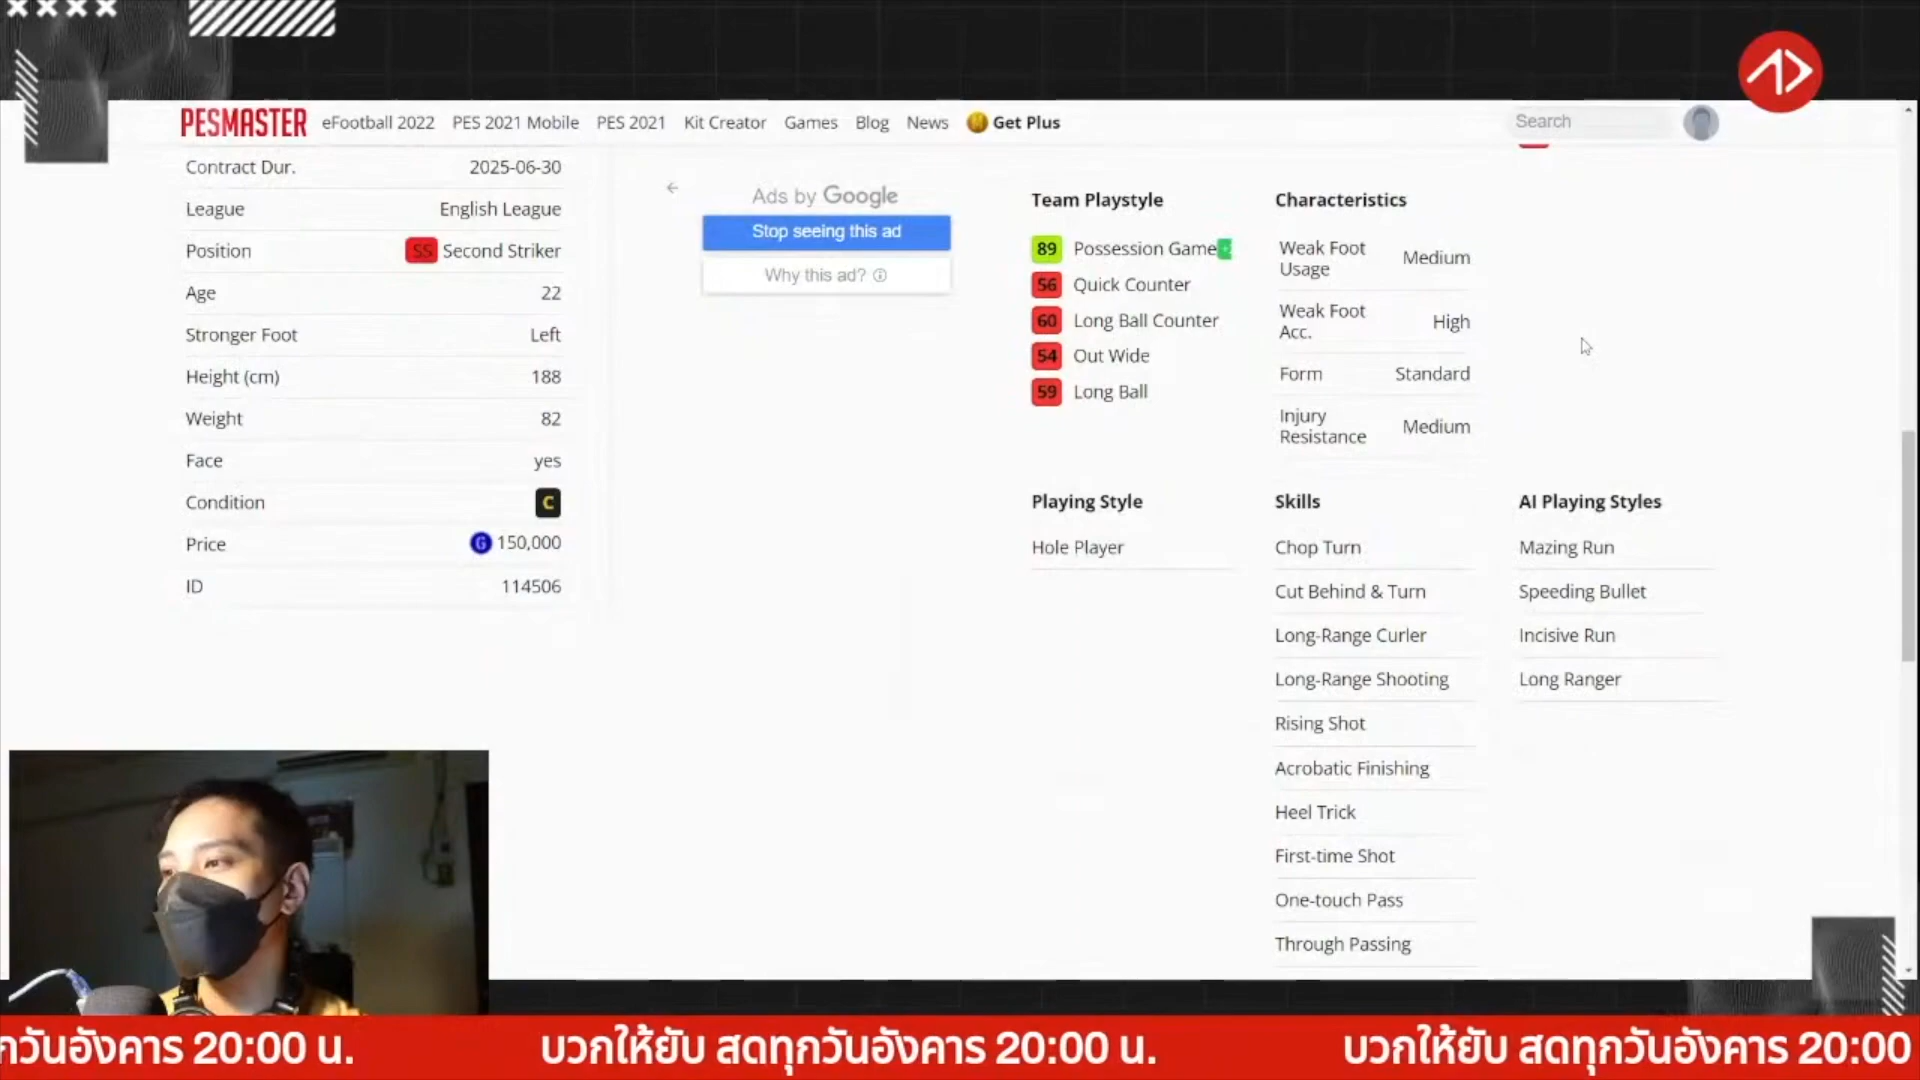 PESMASTER eFootball 2022 PES 2021 Mobile PES 2021 Kit Creator Games Blog News Get Plus Search
Contract Dur. 2025-06-30
League English League
Position SS Second Striker
Age 22
Stronger Foot Left
Height (cm) 188
Weight 82
Face yes
Condition C
Price G 150,000
ID 114506
Ads by Google
Stop seeing this ad
Why this ad?
Team Playstyle
89 Possession Game
56 Quick Counter
60 Long Ball Counter
54 Out Wide
59 Long Ball
Characteristics
Weak Foot Usage Medium
Weak Foot Acc. High
Form Standard
Injury Resistance Medium
Playing Style
Hole Player
Skills
Chop Turn
Cut Behind & Turn
Long-Range Curler
Long-Range Shooting
Rising Shot
Acrobatic Finishing
Heel Trick
First-time Shot
One-touch Pass
Through Passing
AI Playing Styles
Mazing Run
Speeding Bullet
Incisive Run
Long Ranger
กวันอังคาร 20:00 น. บวกให้ยับ สดทุกวันอังคาร 20:00 น. บวกให้ยับ สดทุกวันอังคาร 20:00